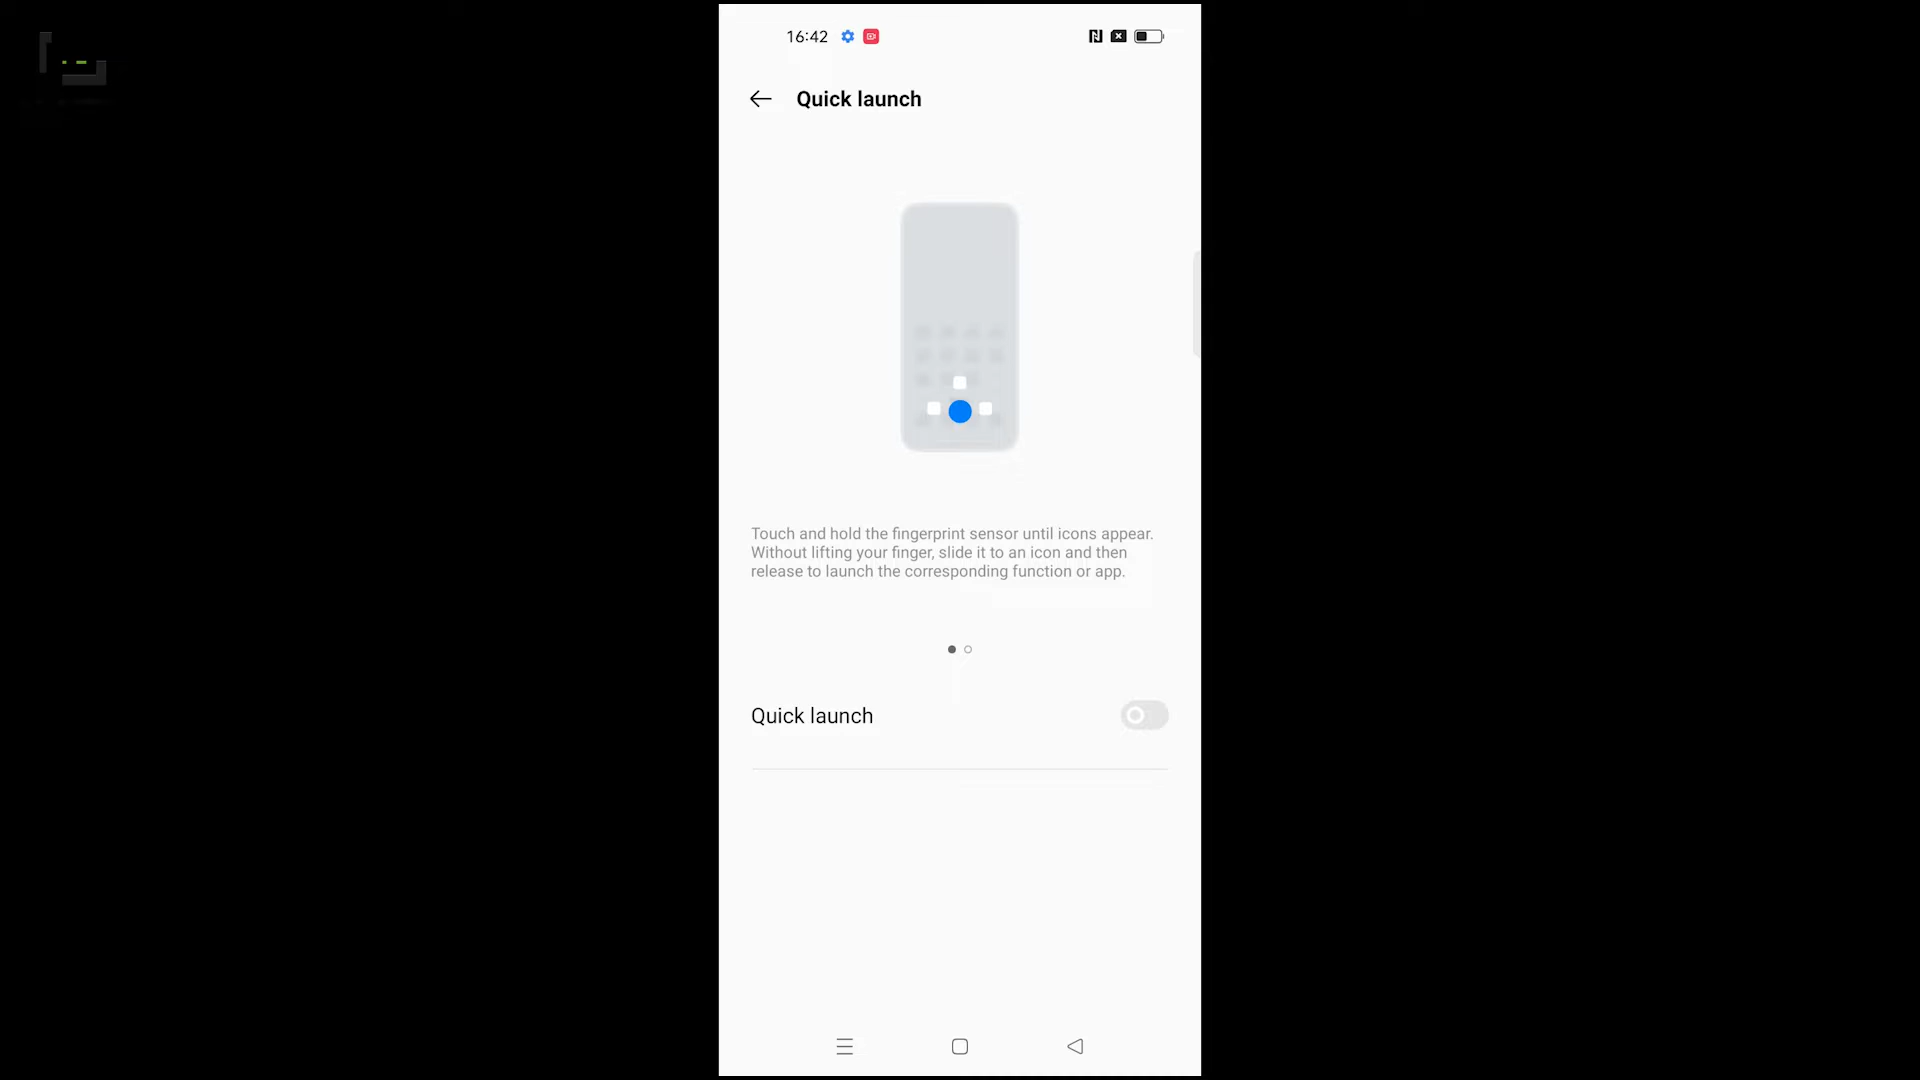 16:42
Quick launch
Touch and hold the fingerprint sensor until icons appear.
Without lifting your finger, slide it to an icon and then
release to launch the corresponding function or app.
Quick launch